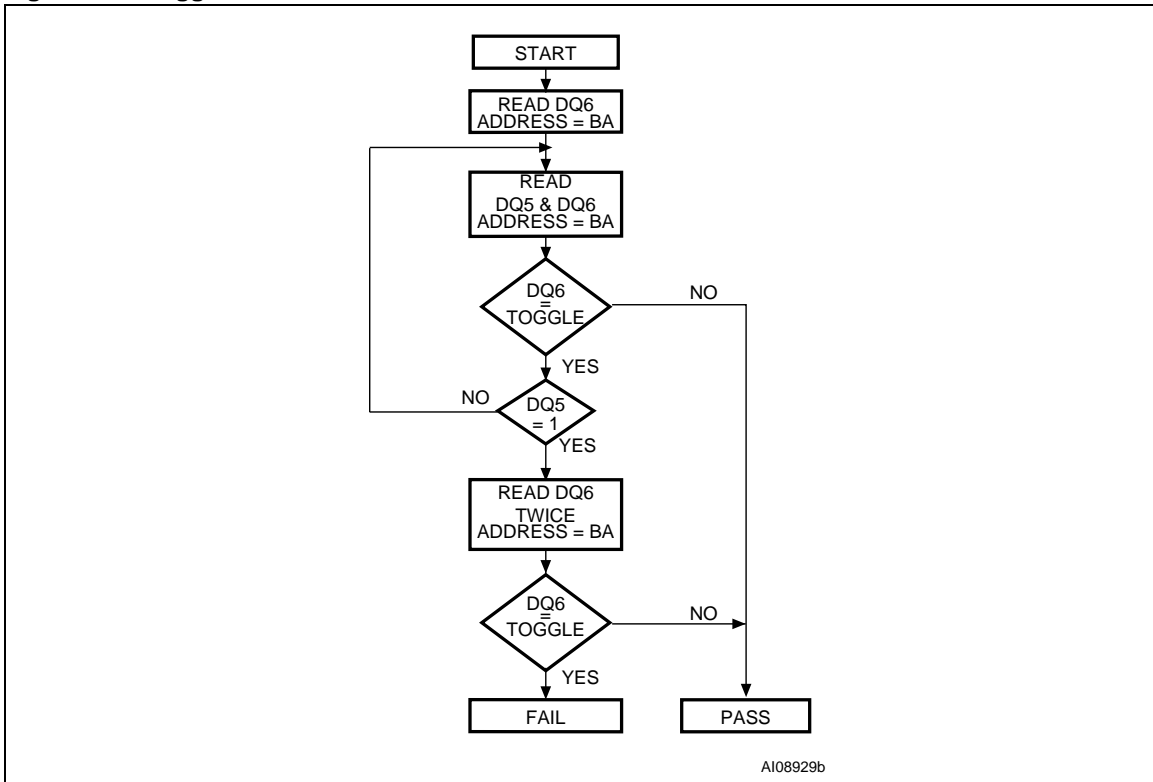 START
READ DQ6
ADDRESS = BA
READ
DQ5 & DQ6
ADDRESS = BA
DQ6
=
TOGGLE
NO
YES
NO
DQ5
= 1
YES
READ DQ6
TWICE
ADDRESS = BA
DQ6
=
TOGGLE
NO
YES
FAIL
PASS
AI08929b